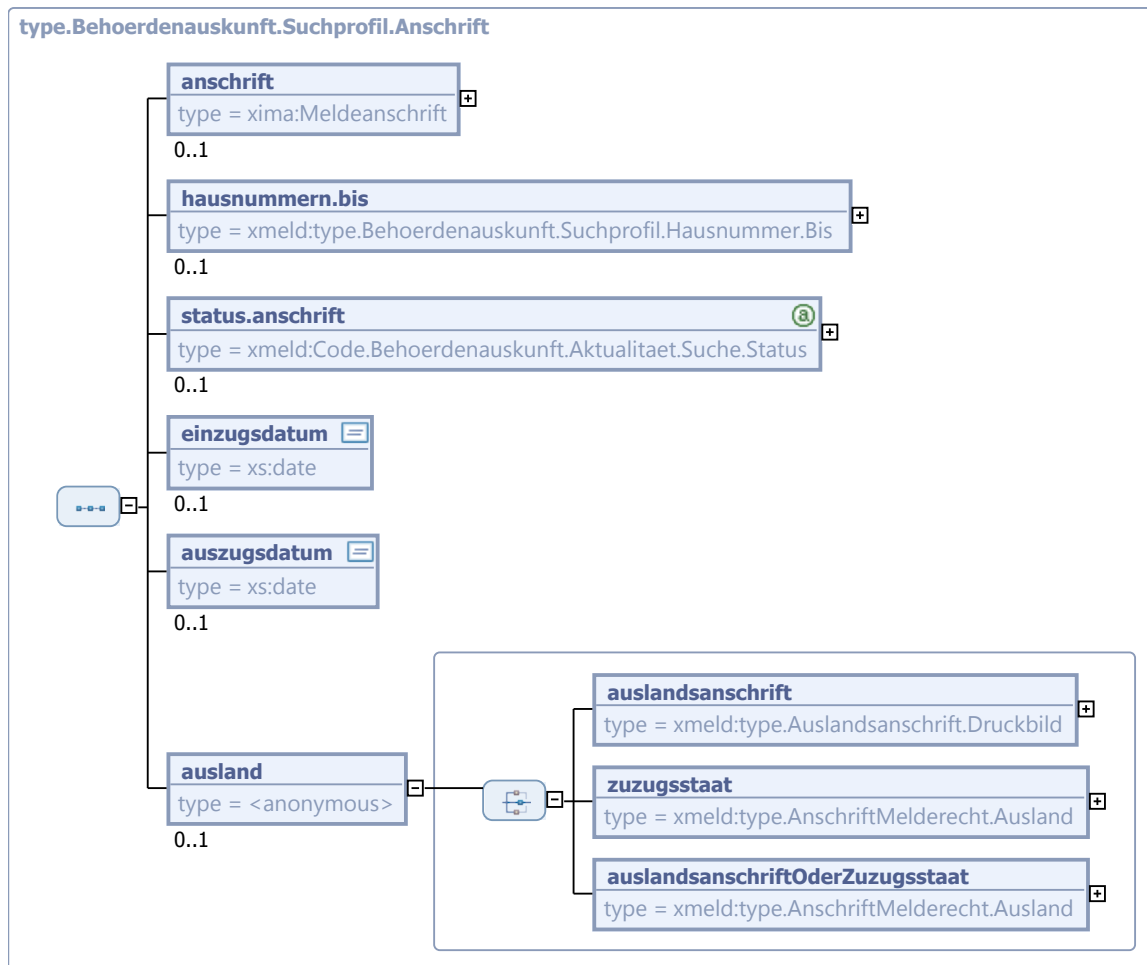 type.Behoerdenauskunft.Suchprofil.Anschrift
anschrift
type = xima:Meldeanschrift
0..1
hausnummern.bis
type = xmeld:type.Behoerdenauskunft.Suchprofil.Hausnummer.Bis
0..1
status.anschrift
a
type = xmeld:Code.Behoerdenauskunft.Aktualitaet.Suche.Status
0..1
einzugsdatum
type = xs:date
0..1
auszugsdatum
type = xs:date
0..1
ausland
type = <anonymous>
0..1
auslandsanschrift
type = xmeld:type.Auslandsanschrift.Druckbild
zuzugsstaat
type = xmeld:type.AnschriftMelderecht.Ausland
auslandsanschriftOderZuzugsstaat
type = xmeld:type.AnschriftMelderecht.Ausland